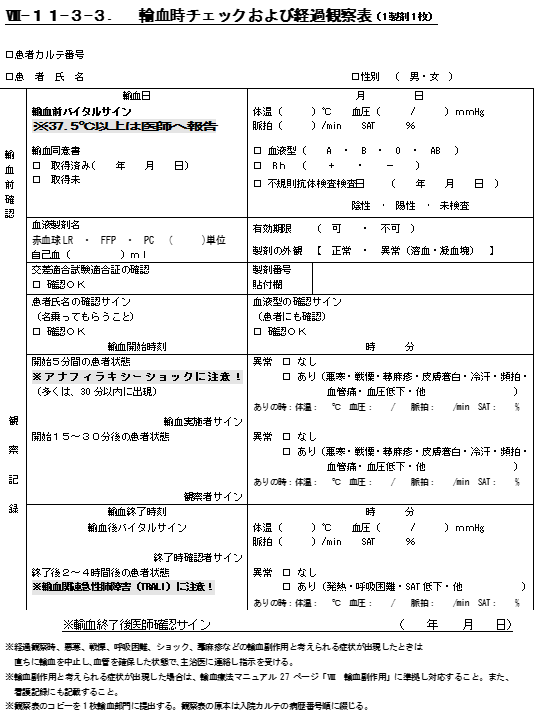 Ⅷ-１１-３-３．　輸血時チェックおよび経過観察表（1製剤1枚）
□患者カルテ番号
□患　者　氏　名　　□性別　（　男・女　）
輸血前確認
輸血日　　月　　日
輸血前バイタルサイン
※37.5℃以上は医師へ報告
体温（　　）℃　血圧（　　/　　）mmHg
脈拍（　　）/min　SAT　　%
輸血同意書
□　取得済み（　　年　　月　　日）
□　取得未
□　血液型（　A　・　B　・　O　・　AB　）
□　Rh　（　+　・　-　）
□　不規則抗体検査検査日　（　　年　　月　　日　）
陰性　・　陽性　・　未検査
血液製剤名
赤血球LR　・　FFP　・　PC　（　　）単位
自己血（　　　　）ml
有効期限　（　可　・　不可　）
製剤の外観　【　正常　・　異常（溶血・凝血塊）　】
交差適合試験適合証の確認
□ 確認ＯＫ
製剤番号
貼付欄
患者氏名の確認サイン
（名乗ってもらうこと）
□ 確認ＯＫ
血液型の確認サイン
（患者にも確認）
□ 確認ＯＫ
観察記録
輸血開始時刻　　時　　分
開始５分間の患者状態
※アナフィラキシーショックに注意！
（多くは、30分以内に出現）
輸血実施者サイン
異常　□ なし
□ あり（悪寒・戦慄・蕁麻疹・皮膚蒼白・冷汗・頻拍・
血管痛・血圧低下・他　　　　）
ありの時：体温：　℃　血圧：　/　脈拍：　/min　SAT：　%
開始１５～３０分後の患者状態
観察者サイン
異常　□ なし
□ あり（悪寒・戦慄・蕁麻疹・皮膚蒼白・冷汗・頻拍・
血管痛・血圧低下・他　　　　）
ありの時：体温：　℃　血圧：　/　脈拍：　/min　SAT：　%
輸血終了時刻　　時　　分
輸血後バイタルサイン
終了時確認者サイン
体温（　　）℃　血圧（　　/　　）mmHg
脈拍（　　）/min　SAT　　%
終了後２～４時間後の患者状態
※輸血関連急性肺障害（TRALI）に注意！
異常　□ なし
□ あり（発熱・呼吸困難・SAT低下・他　　　　）
ありの時：体温：　℃　血圧：　/　脈拍：　/min　SAT：　%
※輸血終了後医師確認サイン　　（　　年　　月　　日）
※経過観察時、悪寒、戦慄、呼吸困難、ショック、蕁麻疹などの輸血副作用と考えられる症状が出現したときは
直ちに輸血を中止し、血管を確保した状態で、主治医に連絡し指示を受ける。
※輸血副作用と考えられる症状が出現した場合は、輸血療法マニュアル27ページ「Ⅷ　輸血副作用」に準拠し対応すること。また、
看護記録にも記載すること。
※観察表のコピーを１秒輸血部門に提出する。観察表の原本は入院カルテの病歴番号順に綴じる。